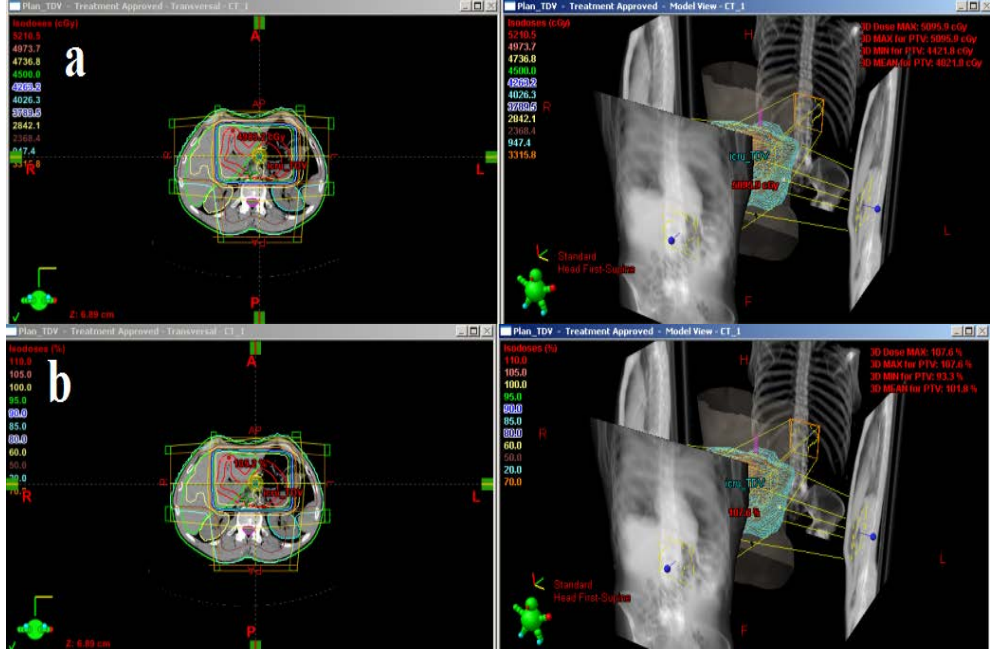 Plan_TDV - Treatment Approved - Transversal - CT_1
Isodoses (cGy)
5210.5
4973.7
4736.8
4500.0
4263.2
4026.3
3789.5
2842.1
2368.4
947.4
3315.8
a
A
R
L
P
icru_TDV
Z: 6.89 cm
Plan_TDV - Treatment Approved - Model View - CT_1
3D Dose MAX: 5095.9 cGy
3D MAX for PTV: 5095.9 cGy
3D MIN for PTV: 4421.8 cGy
3D MEAN for PTV: 4821.8 cGy
Isodoses (cGy)
5210.5
4973.7
4736.8
4500.0
4263.2
4026.3
3789.5
2842.1
2368.4
947.4
3315.8
H
R
icru_TDV
5095.9 cGy
L
F
Standard
Head First-Supine
Plan_TDV - Treatment Approved - Transversal - CT_1
Isodoses (%)
110.0
105.0
100.0
95.0
90.0
85.0
80.0
60.0
50.0
20.0
70.0
b
A
R
L
P
icru_TDV
Z: 6.89 cm
Plan_TDV - Treatment Approved - Model View - CT_1
3D Dose MAX: 107.6 %
3D MAX for PTV: 107.6 %
3D MIN for PTV: 93.3 %
3D MEAN for PTV: 101.8 %
Isodoses (%)
110.0
105.0
100.0
95.0
90.0
85.0
80.0
60.0
50.0
20.0
70.0
H
R
icru_TDV
107.6 %
L
F
Standard
Head First-Supine